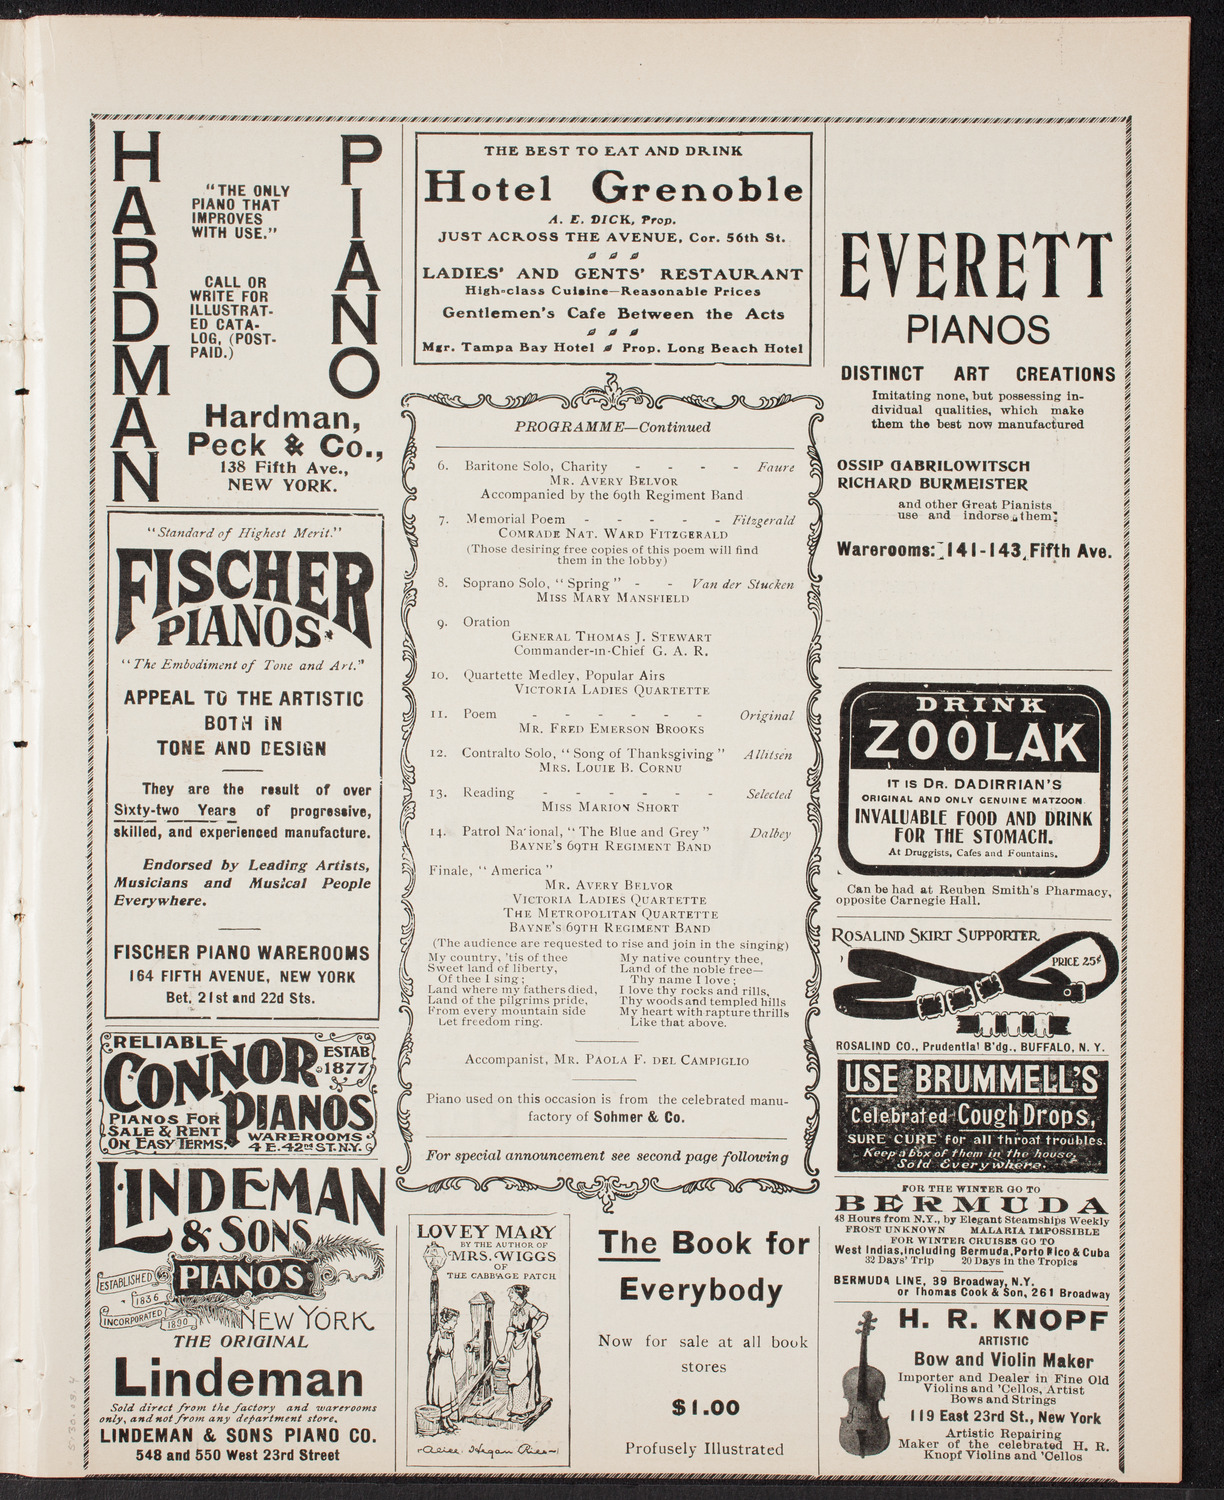 HARDMAN
PIANO
"THE ONLY
PIANO THAT
IMPROVES
WITH USE."
CALL OR
WRITE FOR
ILLUSTRAT-
ED CATA-
LOG, (POST-
PAID.)
Hardman,
Peck & Co.,
138 Fifth Ave.,
NEW YORK.
"Standard of Highest Merit."
FISCHER
PIANOS
"The Embodiment of Tone and Art."
APPEAL TO THE ARTISTIC
BOTH IN
TONE AND DESIGN
They are the result of over
Sixty-two Years of progressive,
skilled, and experienced manufacture.
Endorsed by Leading Artists,
Musicians and Musical People
Everywhere.
FISCHER PIANO WAREROOMS
164 FIFTH AVENUE, NEW YORK
Bet. 21st and 22d Sts.
RELIABLE
CONNOR
ESTAB
1877
PIANOS
PIANOS FOR
SALE & RENT
ON EASY TERMS.
WAREROOMS
4 E. 42nd ST. N.Y.
LINDEMAN
& SONS
PIANOS
ESTABLISHED
1836
INCORPORATED
1890
NEW YORK
THE ORIGINAL
Lindeman
Sold direct from the factory and warerooms
only, and not from any department store.
LINDEMAN & SONS PIANO CO.
548 and 550 West 23rd Street
THE BEST TO EAT AND DRINK
Hotel Grenoble
A. E. DICK, Prop.
JUST ACROSS THE AVENUE, Cor. 56th St.
LADIES' AND GENTS' RESTAURANT
High-class Cuisine—Reasonable Prices
Gentlemen's Cafe Between the Acts
Mgr. Tampa Bay Hotel Prop. Long Beach Hotel
PROGRAMME—Continued
6. Baritone Solo, Charity - - - - Faure
MR. AVERY BELVOR
Accompanied by the 69th Regiment Band
7. Memorial Poem - - - - - Fitzgerald
COMRADE NAT. WARD FITZGERALD
(Those desiring free copies of this poem will find
them in the lobby)
8. Soprano Solo, "Spring" - - Van der Stucken
MISS MARY MANSFIELD
9. Oration
GENERAL THOMAS J. STEWART
Commander-in-Chief G. A. R.
10. Quartette Medley, Popular Airs
VICTORIA LADIES QUARTETTE
11. Poem - - - - - - Original
MR. FRED EMERSON BROOKS
12. Contralto Solo, "Song of Thanksgiving" Allitsen
MRS. LOUIE B. CORNU
13. Reading - - - - - - Selected
MISS MARION SHORT
14. Patrol National, "The Blue and Grey" Dalbey
BAYNE'S 69TH REGIMENT BAND
Finale, "America"
MR. AVERY BELVOR
VICTORIA LADIES QUARTETTE
THE METROPOLITAN QUARTETTE
BAYNE'S 69TH REGIMENT BAND
(The audience are requested to rise and join in the singing)
My country, 'tis of thee
Sweet land of liberty,
Of thee I sing;
Land where my fathers died,
Land of the pilgrims pride,
From every mountain side
Let freedom ring.
My native country thee,
Land of the noble free—
Thy name I love;
I love thy rocks and rills,
Thy woods and templed hills
My heart with rapture thrills
Like that above.
Accompanist, MR. PAOLA F. DEL CAMPIGLIO
Piano used on this occasion is from the celebrated manu-
factory of Sohmer & Co.
For special announcement see second page following
LOVEY MARY
BY THE AUTHOR OF
MRS. WIGGS
OF
THE CABBAGE PATCH
Alice Hegan Rice
The Book for
Everybody
Now for sale at all book
stores
$1.00
Profusely Illustrated
EVERETT
PIANOS
DISTINCT ART CREATIONS
Imitating none, but possessing in-
dividual qualities, which make
them the best now manufactured
OSSIP GABRILOWITSCH
RICHARD BURMEISTER
and other Great Pianists
use and indorse them:
Warerooms: 141-143 Fifth Ave.
DRINK
ZOOLAK
IT IS DR. DADIRRIAN'S
ORIGINAL AND ONLY GENUINE MATZOON
INVALUABLE FOOD AND DRINK
FOR THE STOMACH.
At Druggists, Cafes and Fountains.
Can be had at Reuben Smith's Pharmacy,
opposite Carnegie Hall.
ROSALIND SKIRT SUPPORTER
PRICE 25¢
ROSALIND CO., Prudential B'dg., BUFFALO, N. Y.
USE BRUMMELL'S
Celebrated Cough Drops,
SURE CURE for all throat troubles.
Keep a box of them in the house.
Sold Everywhere.
FOR THE WINTER GO TO
BERMUDA
48 Hours from N.Y., by Elegant Steamships Weekly
FROST UNKNOWN MALARIA IMPOSSIBLE
FOR WINTER CRUISES GO TO
West Indies, including Bermuda, Porto Rico & Cuba
32 Days' Trip 20 Days in the Tropics
BERMUDA LINE, 39 Broadway, N.Y.
or Thomas Cook & Son, 261 Broadway
H. R. KNOPF
ARTISTIC
Bow and Violin Maker
Importer and Dealer in Fine Old
Violins and 'Cellos, Artist
Bows and Strings
119 East 23rd St., New York
Artistic Repairing
Maker of the celebrated H. R.
Knopf Violins and 'Cellos